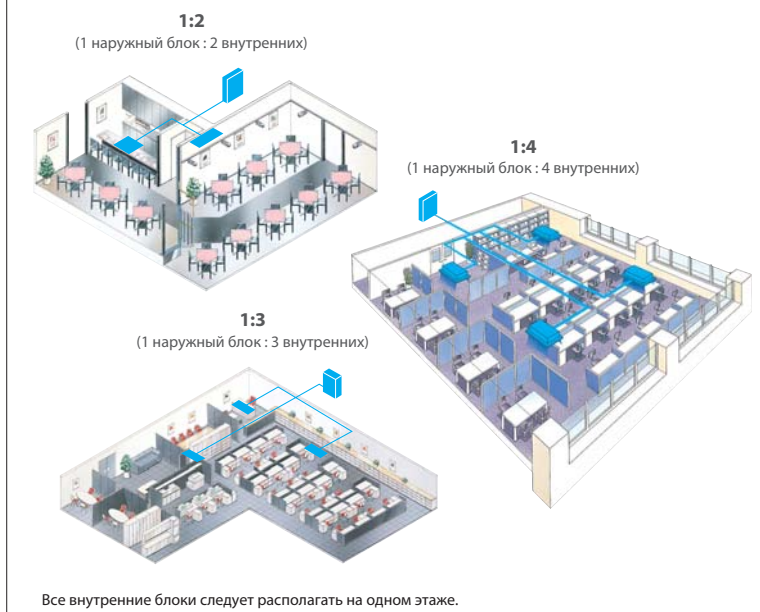 1:2
(1 наружный блок : 2 внутренних)
1:4
(1 наружный блок : 4 внутренних)
1:3
(1 наружный блок : 3 внутренних)
Все внутренние блоки следует располагать на одном этаже.